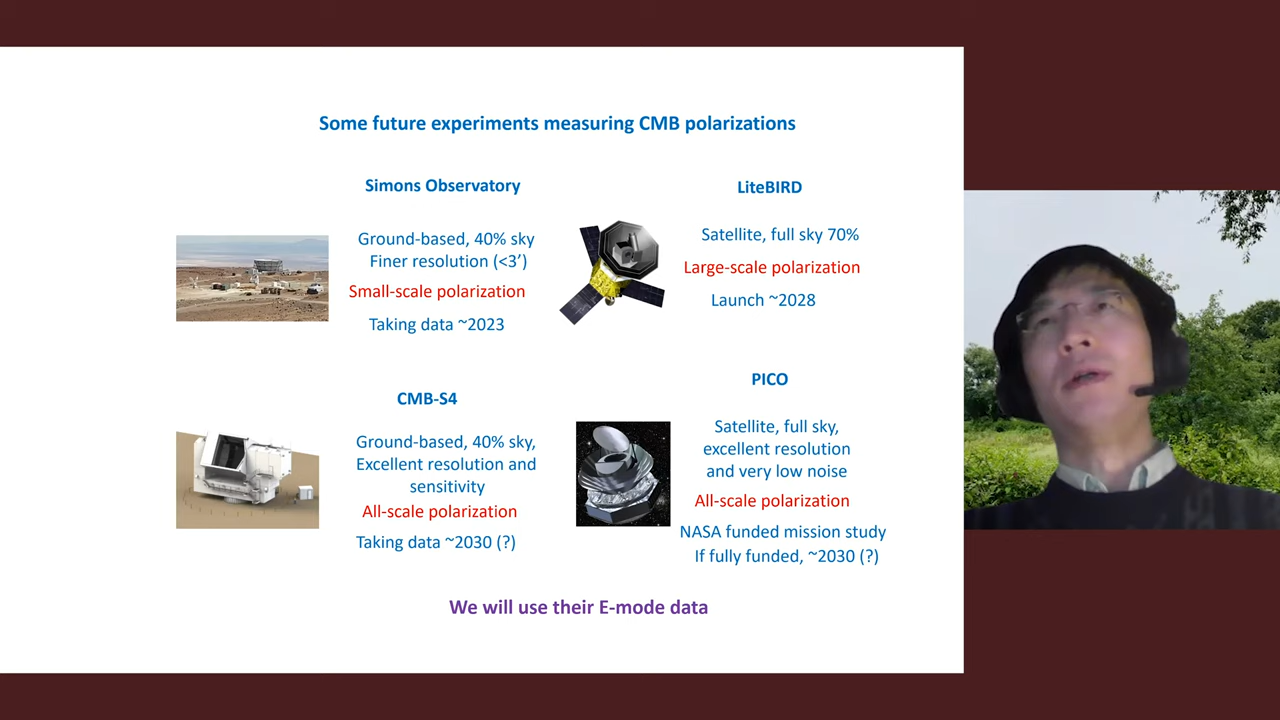 Some future experiments measuring CMB polarizations
Simons Observatory
Ground-based, 40% sky
Finer resolution (<3’)
Small-scale polarization
Taking data ~2023
LiteBIRD
Satellite, full sky 70%
Large-scale polarization
Launch ~2028
CMB-S4
Ground-based, 40% sky,
Excellent resolution and
sensitivity
All-scale polarization
Taking data ~2030 (?)
PICO
Satellite, full sky,
excellent resolution
and very low noise
All-scale polarization
NASA funded mission study
If fully funded, ~2030 (?)
We will use their E-mode data